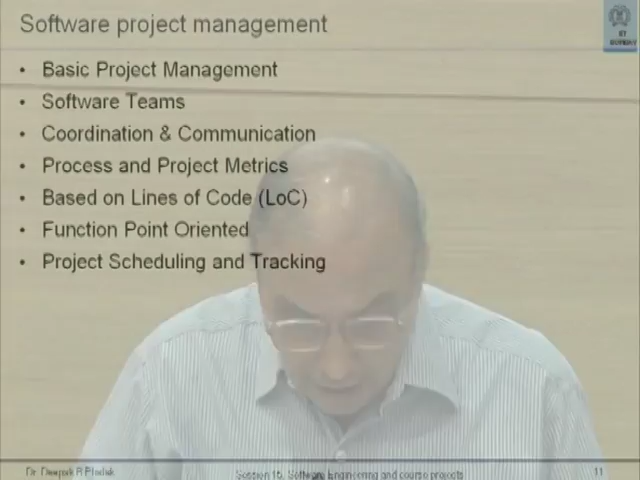 Software project management
• Basic Project Management
• Software Teams
• Coordination & Communication
• Process and Project Metrics
• Based on Lines of Code (LoC)
• Function Point Oriented
• Project Scheduling and Tracking
Dr. Deepak B Phatak
Session 15, Software Engineering and course projects
11